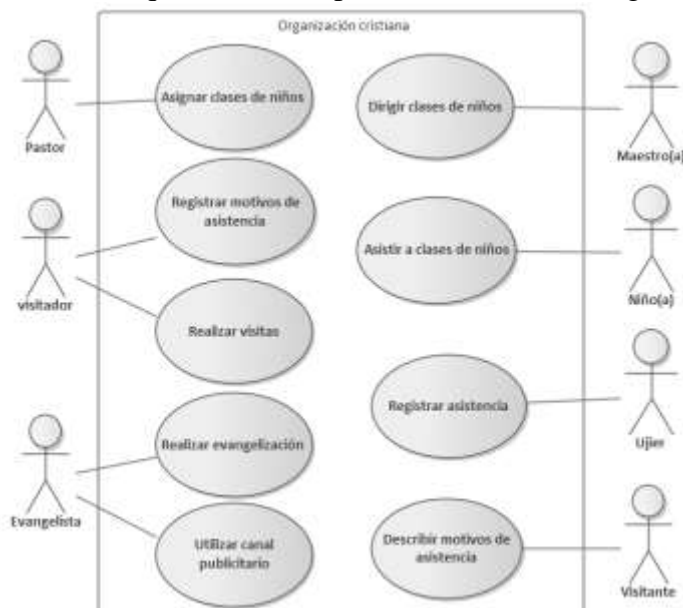 Organización cristiana
Pastor
Asignar clases de niños
Dirigir clases de niños
Maestro(a)
visitador
Registrar motivos de
asistencia
Realizar visitas
Asistir a clases de niños
Niño(a)
Registrar asistencia
Ujier
Evangelista
Realizar evangelización
Utilizar canal
publicitario
Describir motivos de
asistencia
Visitante